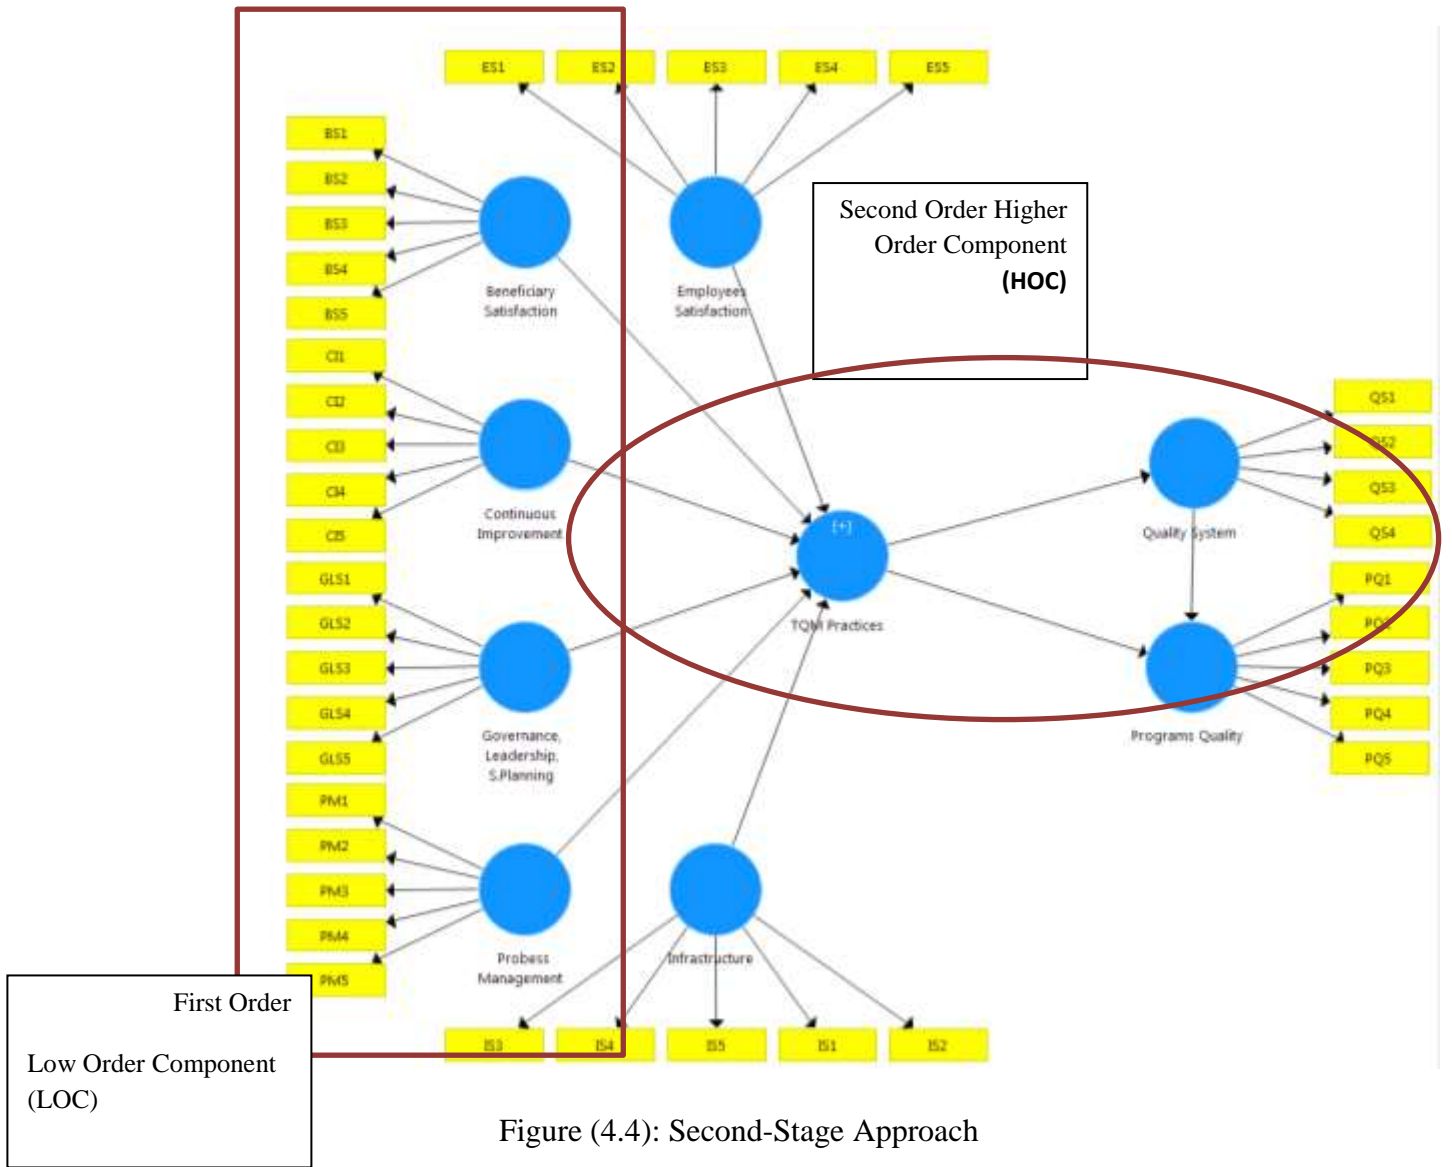 ES1
ES2
ES3
ES4
ES5
BS1
BS2
BS3
BS4
BS5
Beneficiary
Satisfaction
Employees
Satisfaction
Second Order Higher
Order Component
(HOC)
CI1
CI2
CI3
CI4
CI5
Continuous
Improvement
[+]
TQM Practices
QS1
QS2
QS3
QS4
Quality System
PQ1
PQ2
PQ3
PQ4
PQ5
Programs Quality
GLS1
GLS2
GLS3
GLS4
GLS5
Governance,
Leadership,
S.Planning
PM1
PM2
PM3
PM4
PM5
Probess
Management
Infrastructure
IS3
IS4
IS5
IS1
IS2
First Order
Low Order Component
(LOC)
Figure (4.4): Second-Stage Approach